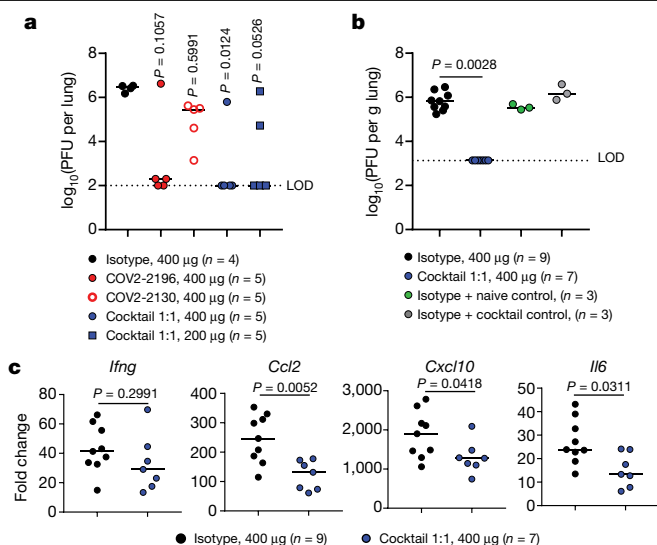 a
log10(PFU per lung)
8
6
4
2
0
P = 0.1057
P = 0.5991
P = 0.0124
P = 0.0526
LOD
Isotype, 400 µg (n = 4)
COV2-2196, 400 µg (n = 5)
COV2-2130, 400 µg (n = 5)
Cocktail 1:1, 400 µg (n = 5)
Cocktail 1:1, 200 µg (n = 5)
b
log10(PFU per g lung)
8
6
4
2
0
P = 0.0028
LOD
Isotype, 400 µg (n = 9)
Cocktail 1:1, 400 µg (n = 7)
Isotype + naive control, (n = 3)
Isotype + cocktail control, (n = 3)
c
Fold change
Ifng
P = 0.2991
80
60
40
20
0
Ccl2
P = 0.0052
400
300
200
100
0
Cxcl10
P = 0.0418
3,000
2,000
1,000
0
Il6
P = 0.0311
50
40
30
20
10
0
Isotype, 400 µg (n = 9)
Cocktail 1:1, 400 µg (n = 7)